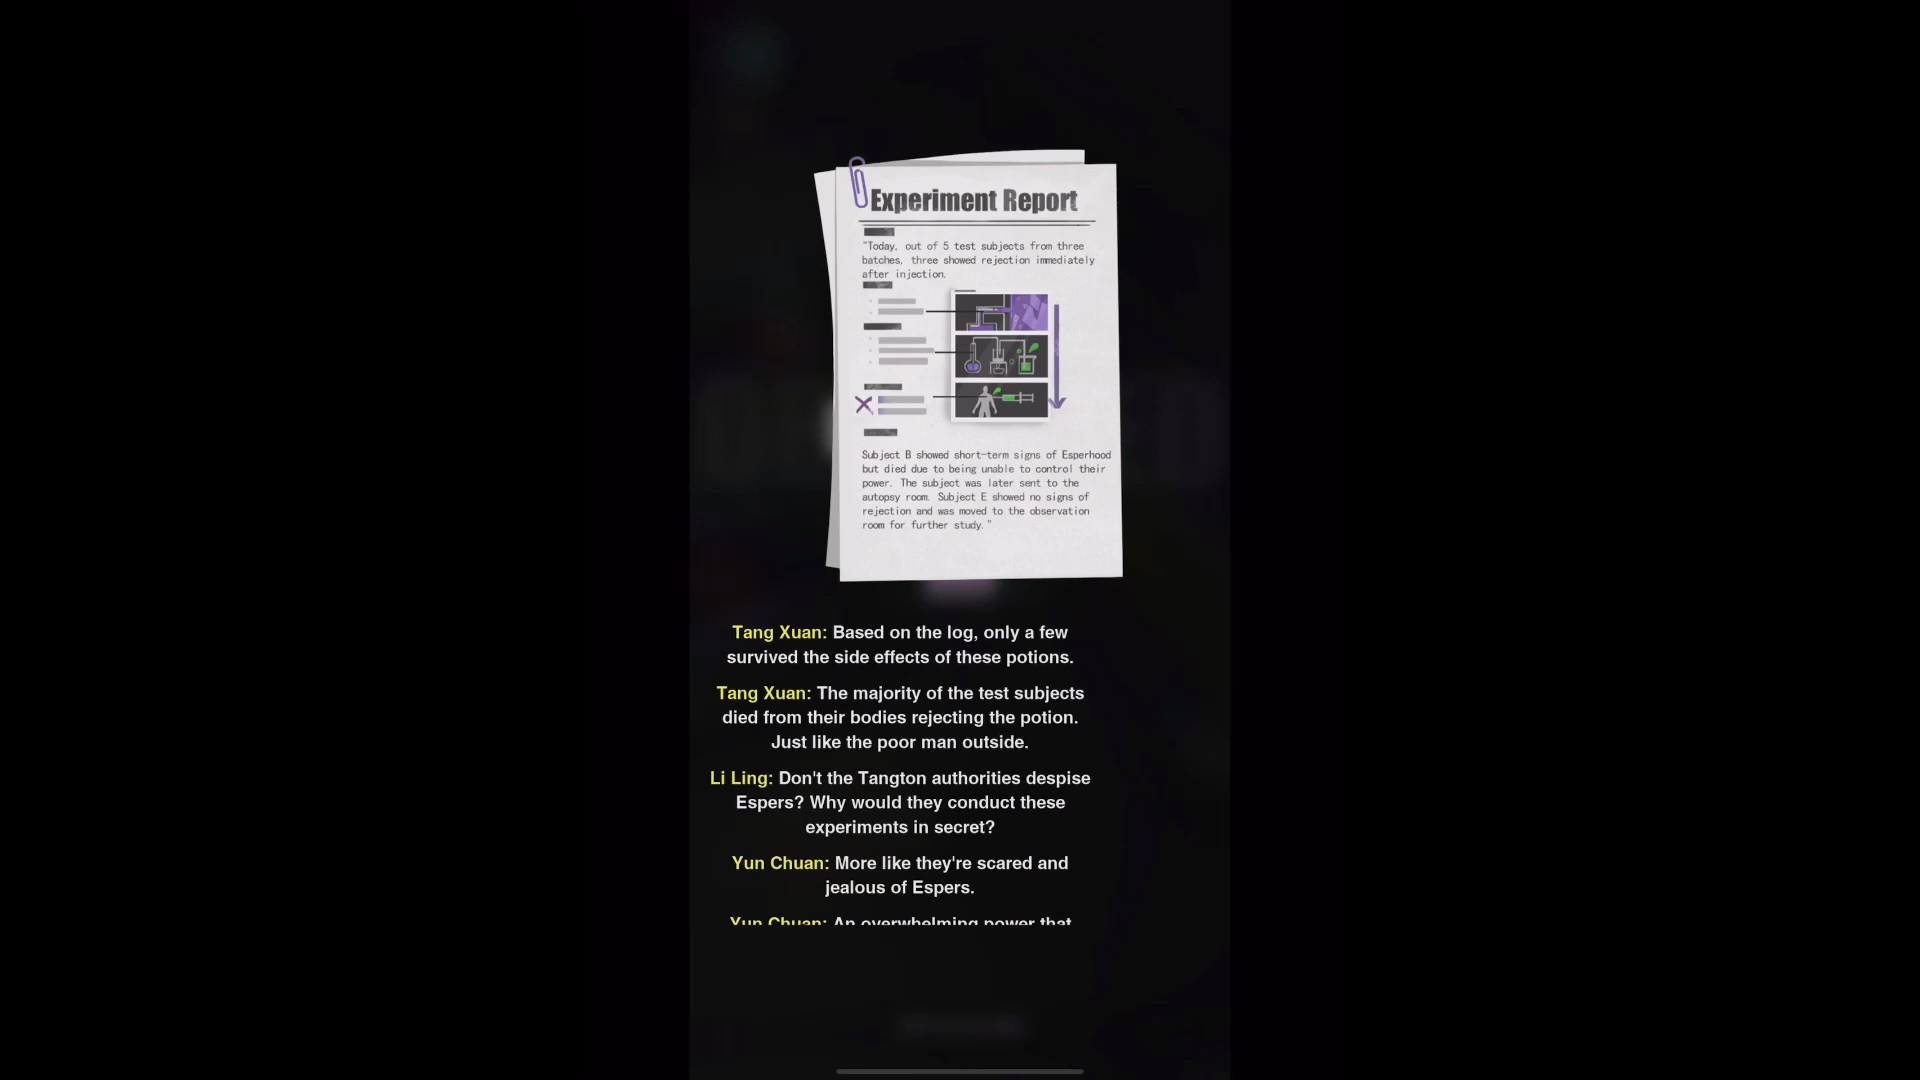 Experiment Report
"Today, out of 5 test subjects from three
batches, three showed rejection immediately
after injection.
Subject B showed short-term signs of Esperhood
but died due to being unable to control their
power. The subject was later sent to the
autopsy room. Subject E showed no signs of
rejection and was moved to the observation
room for further study."
Tang Xuan: Based on the log, only a few
survived the side effects of these potions.
Tang Xuan: The majority of the test subjects
died from their bodies rejecting the potion.
Just like the poor man outside.
Li Ling: Don't the Tangton authorities despise
Espers? Why would they conduct these
experiments in secret?
Yun Chuan: More like they're scared and
jealous of Espers.
Yun Chuan: An overwhelming power that